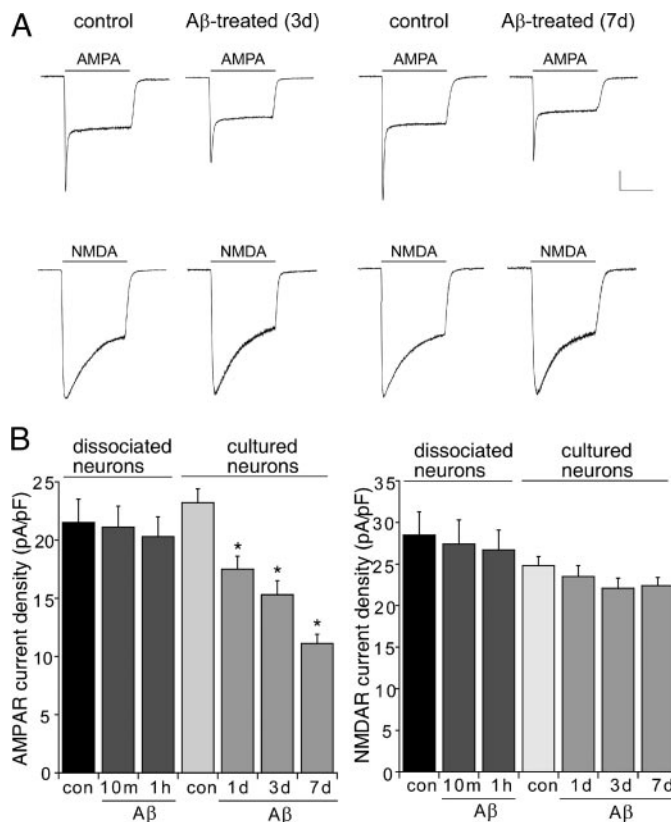 A
control Aβ-treated (3d) control Aβ-treated (7d)
AMPA AMPA AMPA AMPA
NMDA NMDA NMDA NMDA
B
dissociated neurons
cultured neurons
AMPAR current density (pA/pF)
25
20
15
10
5
0
* * *
con 10m 1h con 1d 3d 7d
Aβ Aβ
dissociated neurons
cultured neurons
NMDAR current density (pA/pF)
35
30
25
20
15
10
5
0
con 10m 1h con 1d 3d 7d
Aβ Aβ